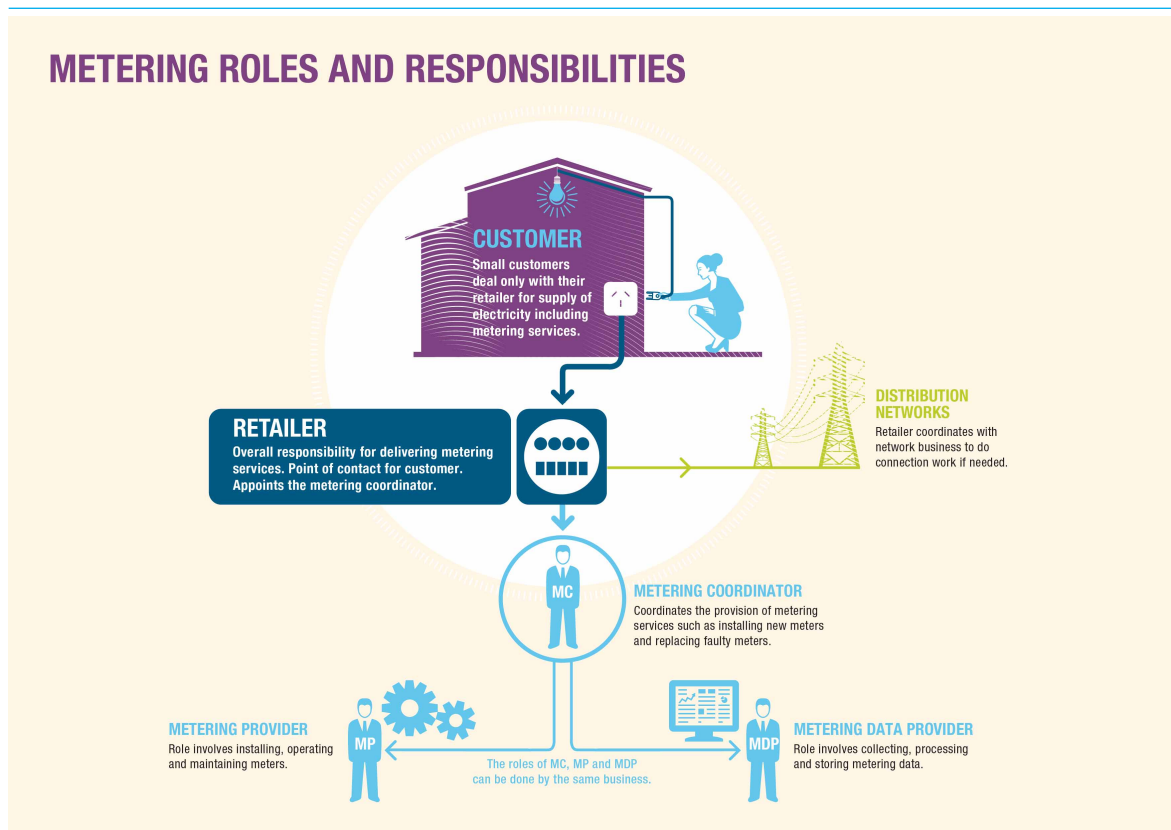 METERING ROLES AND RESPONSIBILITIES
CUSTOMER
Small customers
deal only with their
retailer for supply of
electricity including
metering services.
DISTRIBUTION
NETWORKS
Retailer coordinates with
network business to do
connection work if needed.
RETAILER
Overall responsibility for delivering metering
services. Point of contact for customer.
Appoints the metering coordinator.
MC
METERING COORDINATOR
Coordinates the provision of metering
services such as installing new meters
and replacing faulty meters.
METERING PROVIDER
Role involves installing, operating
and maintaining meters.
MP
The roles of MC, MP and MDP
can be done by the same business.
MDP
METERING DATA PROVIDER
Role involves collecting, processing
and storing metering data.